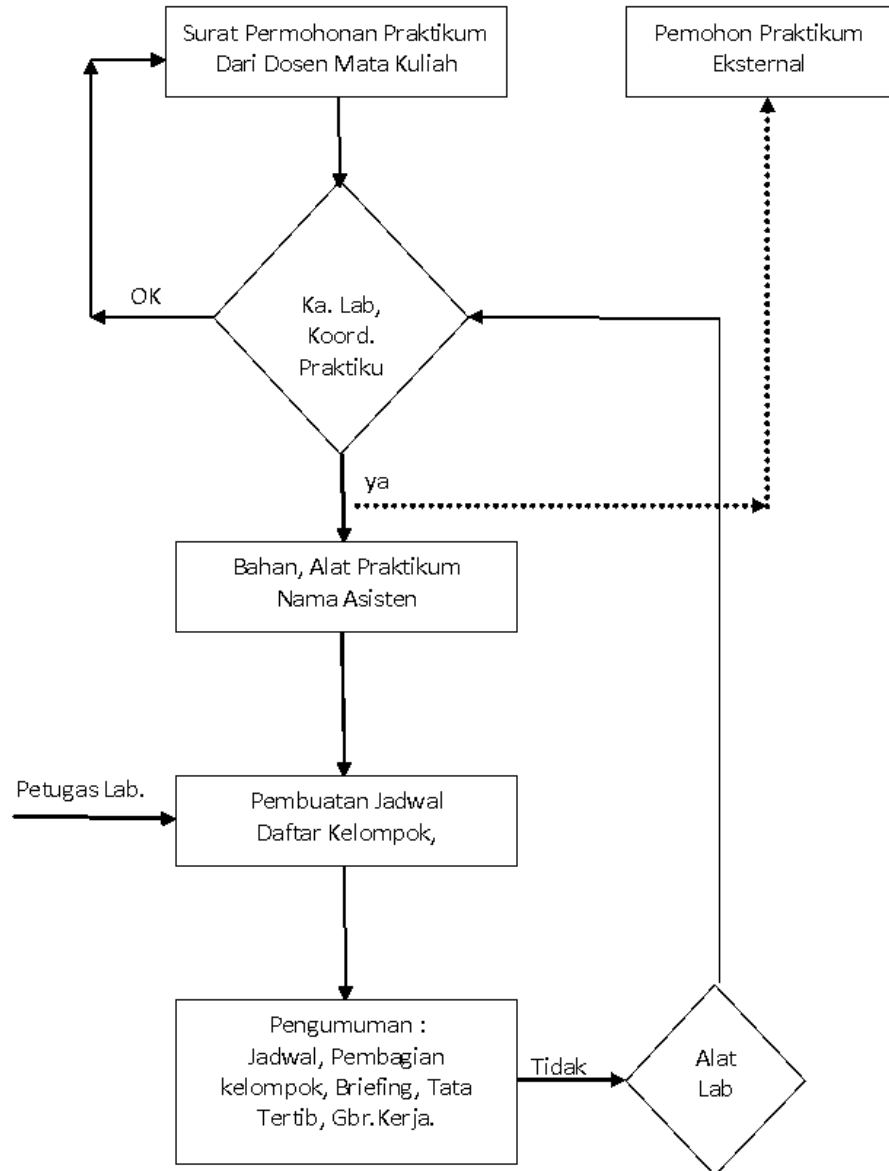 Surat Permohonan Praktikum
Dari Dosen Mata Kuliah
Pemohon Praktikum
Eksternal
OK
Ka. Lab,
Koord.
Praktiku
ya
Bahan, Alat Praktikum
Nama Asisten
Petugas Lab.
Pembuatan Jadwal
Daftar Kelompok,
Pengumuman :
Jadwal, Pembagian
kelompok, Briefing, Tata
Tertib, Gbr.Kerja.
Tidak
Alat
Lab